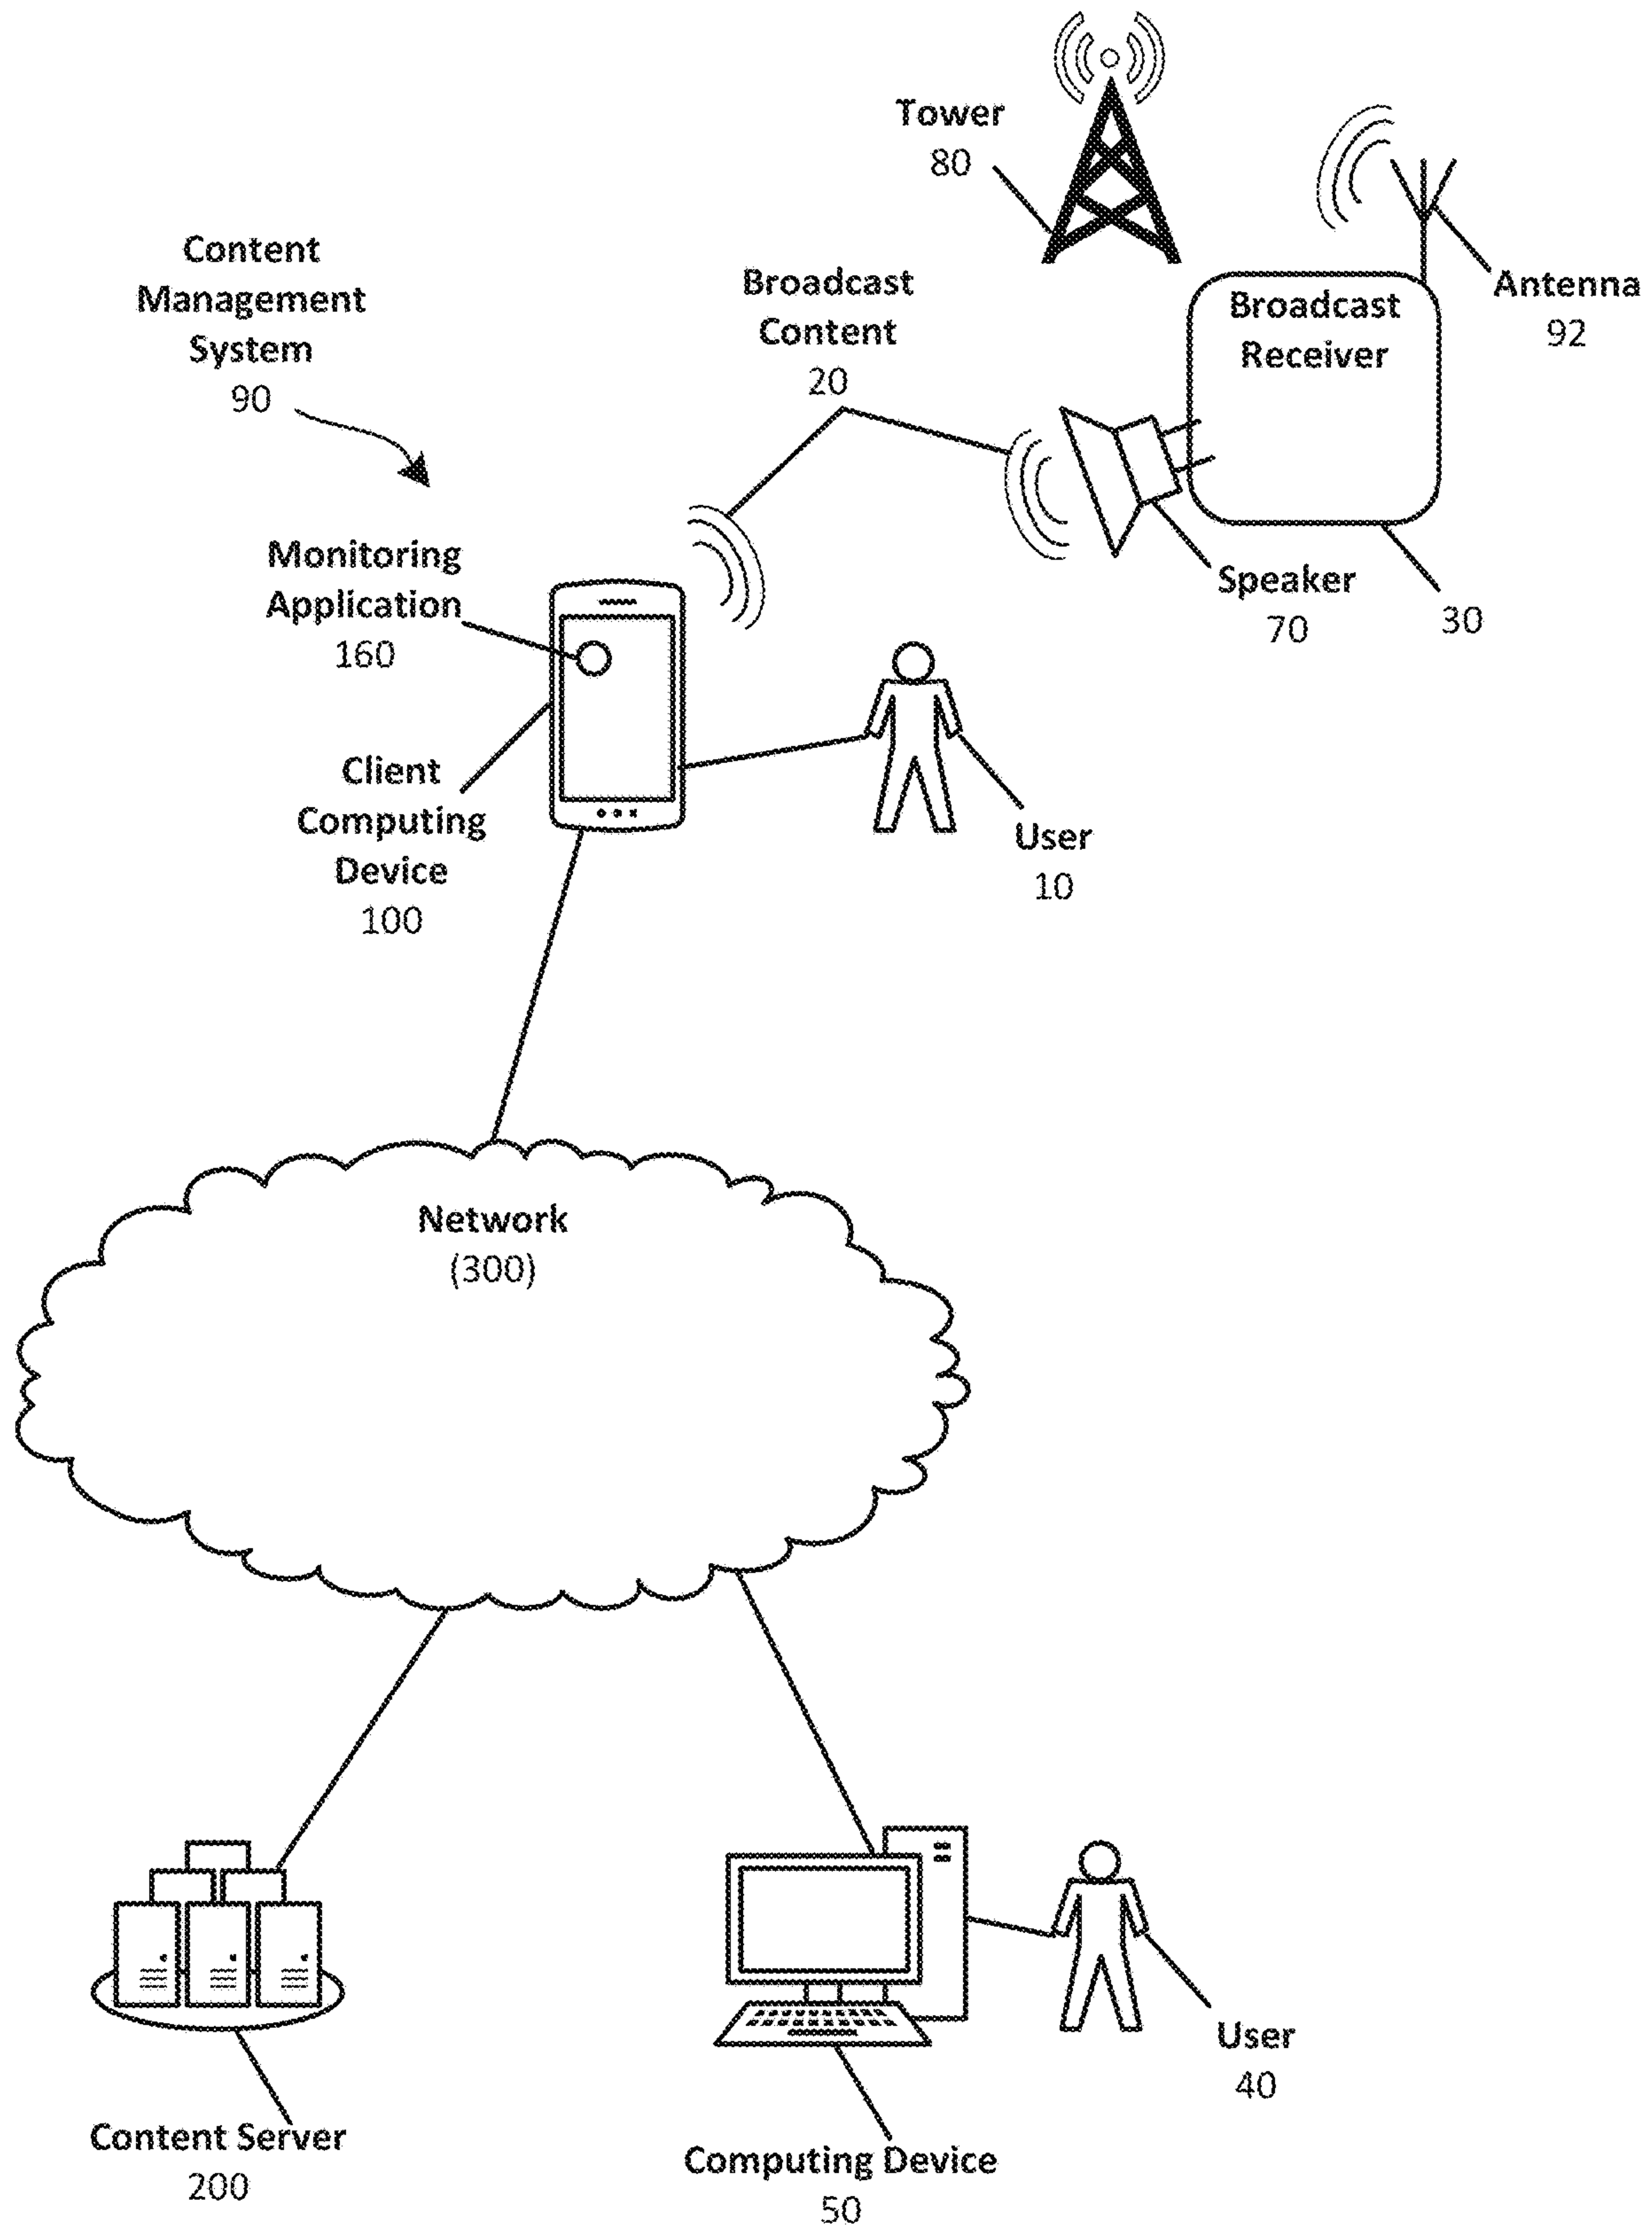 Tower
80
Content
Management
System
90
Broadcast
Content
20
Broadcast
Receiver
Antenna
92
Monitoring
Application
160
Speaker
70
30
Client
Computing
Device
100
User
10
Network
(300)
User
40
Content Server
200
Computing Device
50